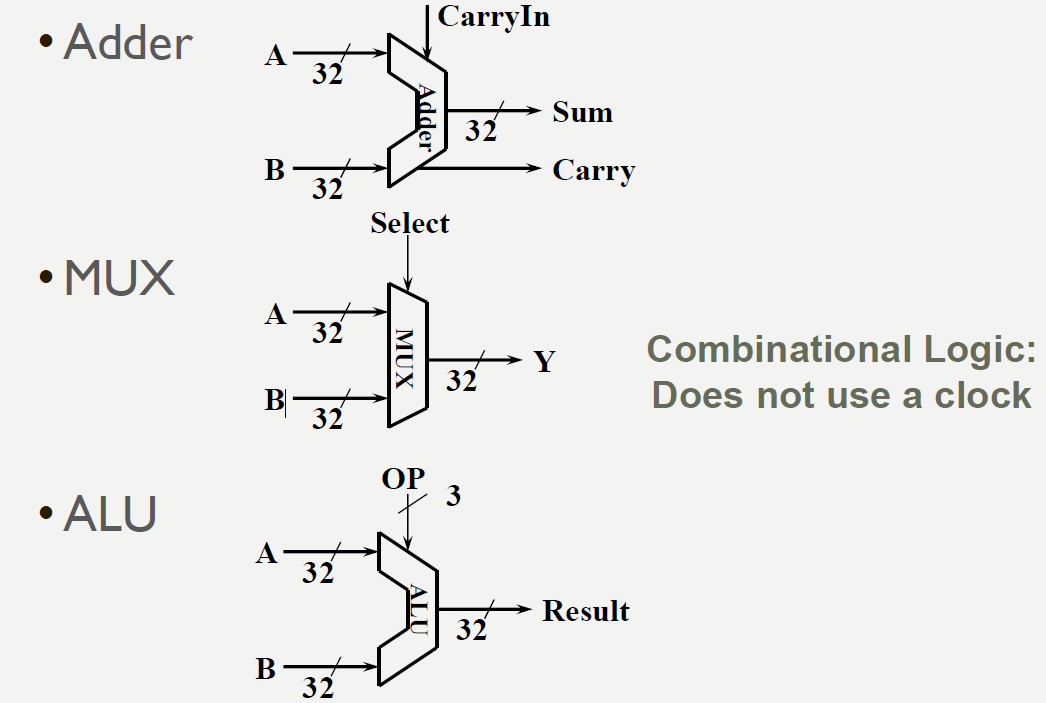 • Adder
CarryIn
A
32
Adder
32
Sum
B
32
Carry
• MUX
Select
A
32
MUX
32
Y
B
32
Combinational Logic:
Does not use a clock
• ALU
OP
3
A
32
ALU
32
Result
B
32